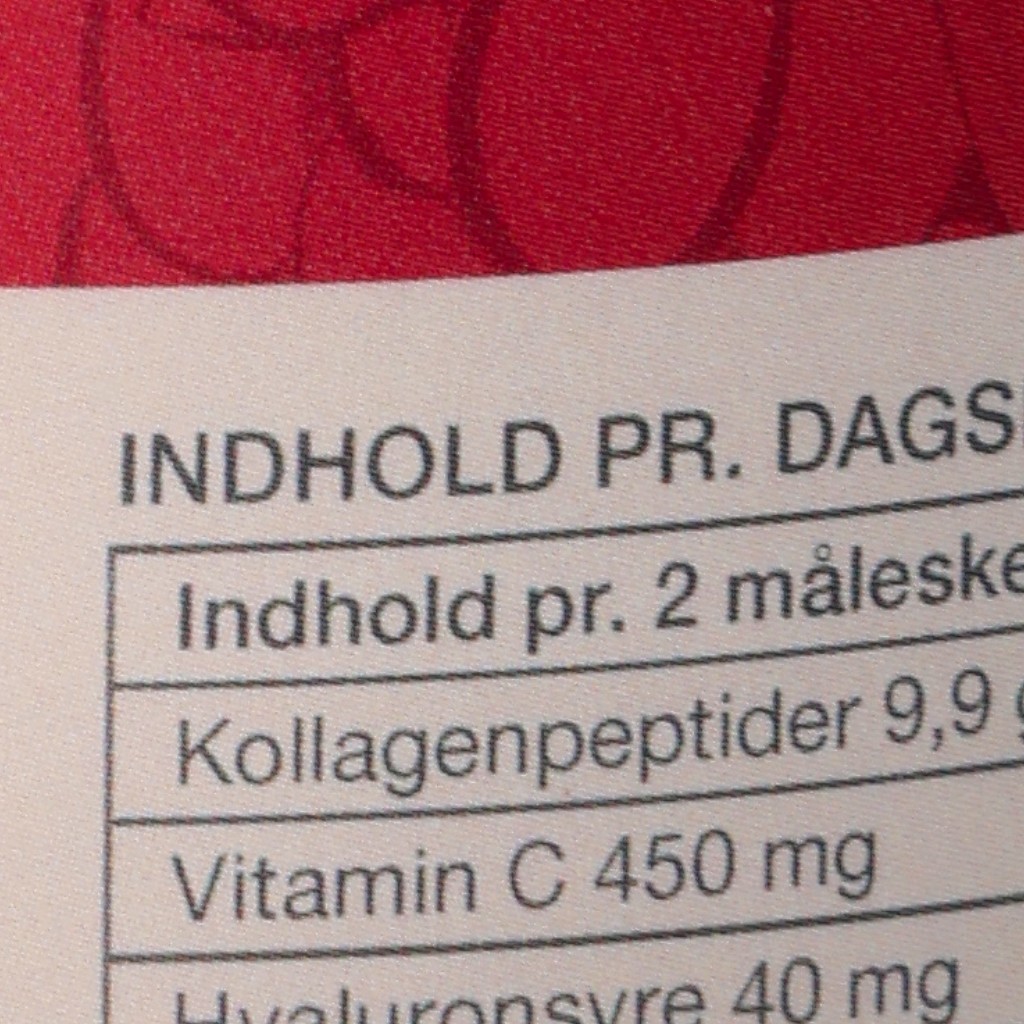 INDHOLD PR. DAGS
Indhold pr. 2 måleske
Kollagenpeptider 9,9 g
Vitamin C 450 mg
Hyaluronsyre 40 mg